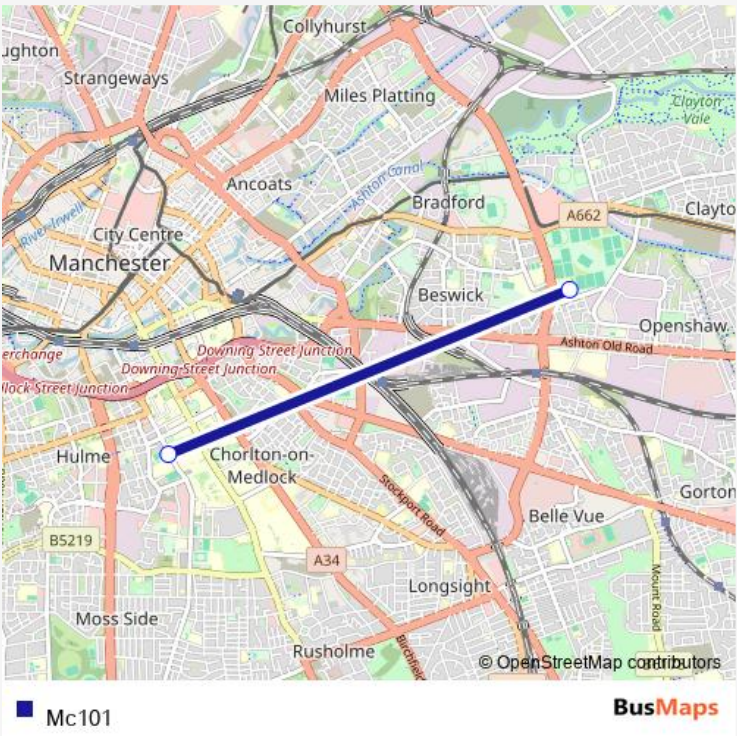 Collyhurst
ughton
Strangeways
Miles Platting
Clayton
Vale
Ancoats
Ashton Canal
Bradford
River Irwell
A662
Clayto
City Centre
Manchester
Beswick
Openshaw
erchange
Downing Street Junction
Ashton Old Road
Downing Street Junction
lock Street Junction
Hulme
Chorlton-on-
Medlock
Stockport Road
Gorton
Belle Vue
B5219
A34
Longsight
Mount Road
Moss Side
Rusholme
Birchfiel
© OpenStreetMap contributors
Mc101
BusMaps